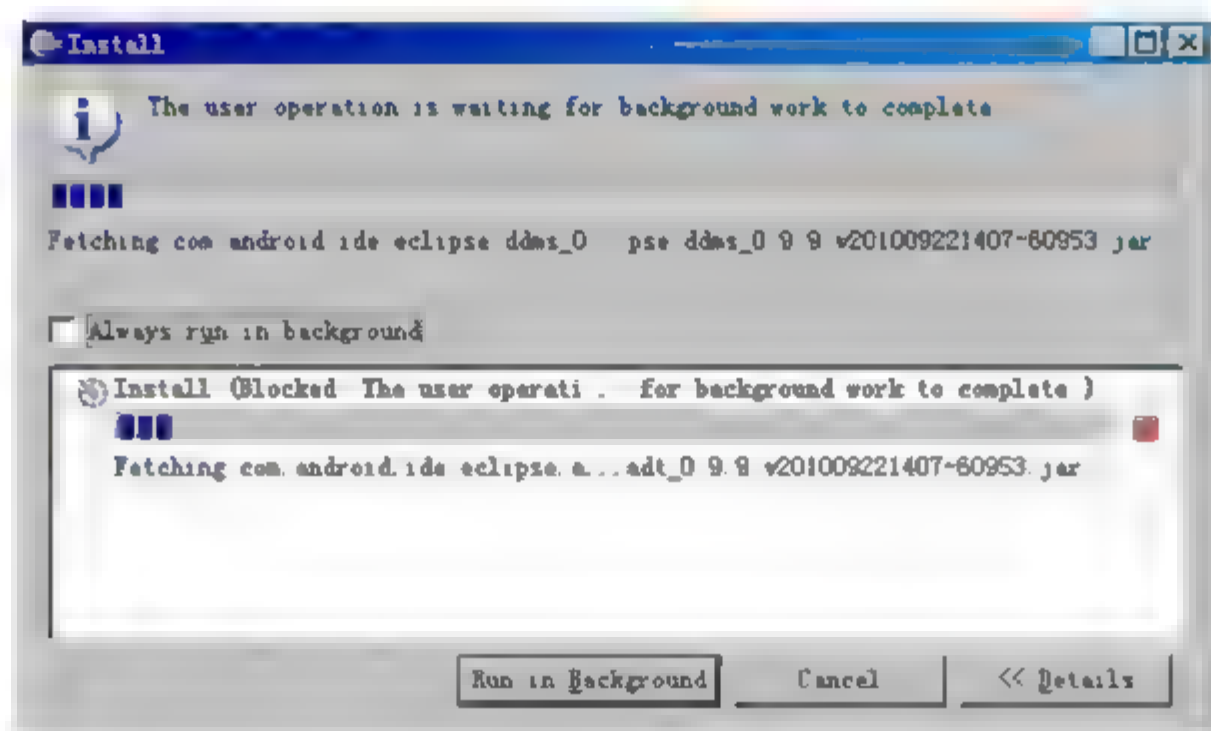 Install
The user operation is waiting for background work to complete
Fetching com android ide eclipse ddms_0 pse ddms_0 9 9 v201009221407-60953 jar
Always run in background
Install (Blocked The user operati . for background work to complete )
Fetching com.android.ide eclipse.a...adt_0 9.9 v201009221407-60953.jar
Run in Background
Cancel
<< Details